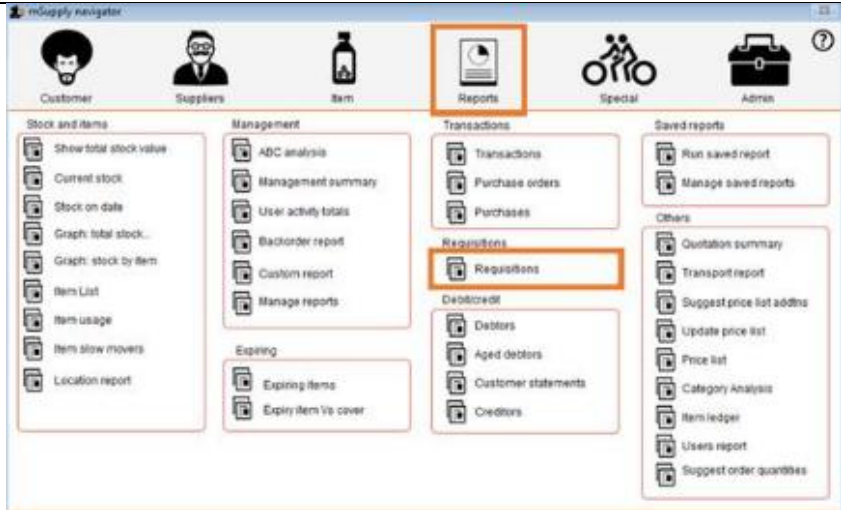 mSupply navigator
Customer
Suppliers
Item
Reports
Special
Admin
?
Stock and items
Show total stock value
Current stock
Stock on date
Graph: total stock...
Graph: stock by item
Item List
Item usage
Item slow movers
Location report
Management
ABC analysis
Management summary
User activity totals
Backorder report
Custom report
Manage reports
Expiring
Expiring items
Expiry item Vs cover
Transactions
Transactions
Purchase orders
Purchases
Requisitions
Requisitions
Debit/credit
Debtors
Aged debtors
Customer statements
Creditors
Saved reports
Run saved report
Manage saved reports
Others
Quotation summary
Transport report
Suggest price list addtns
Update price list
Price list
Category Analysis
Item ledger
Users report
Suggest order quantities